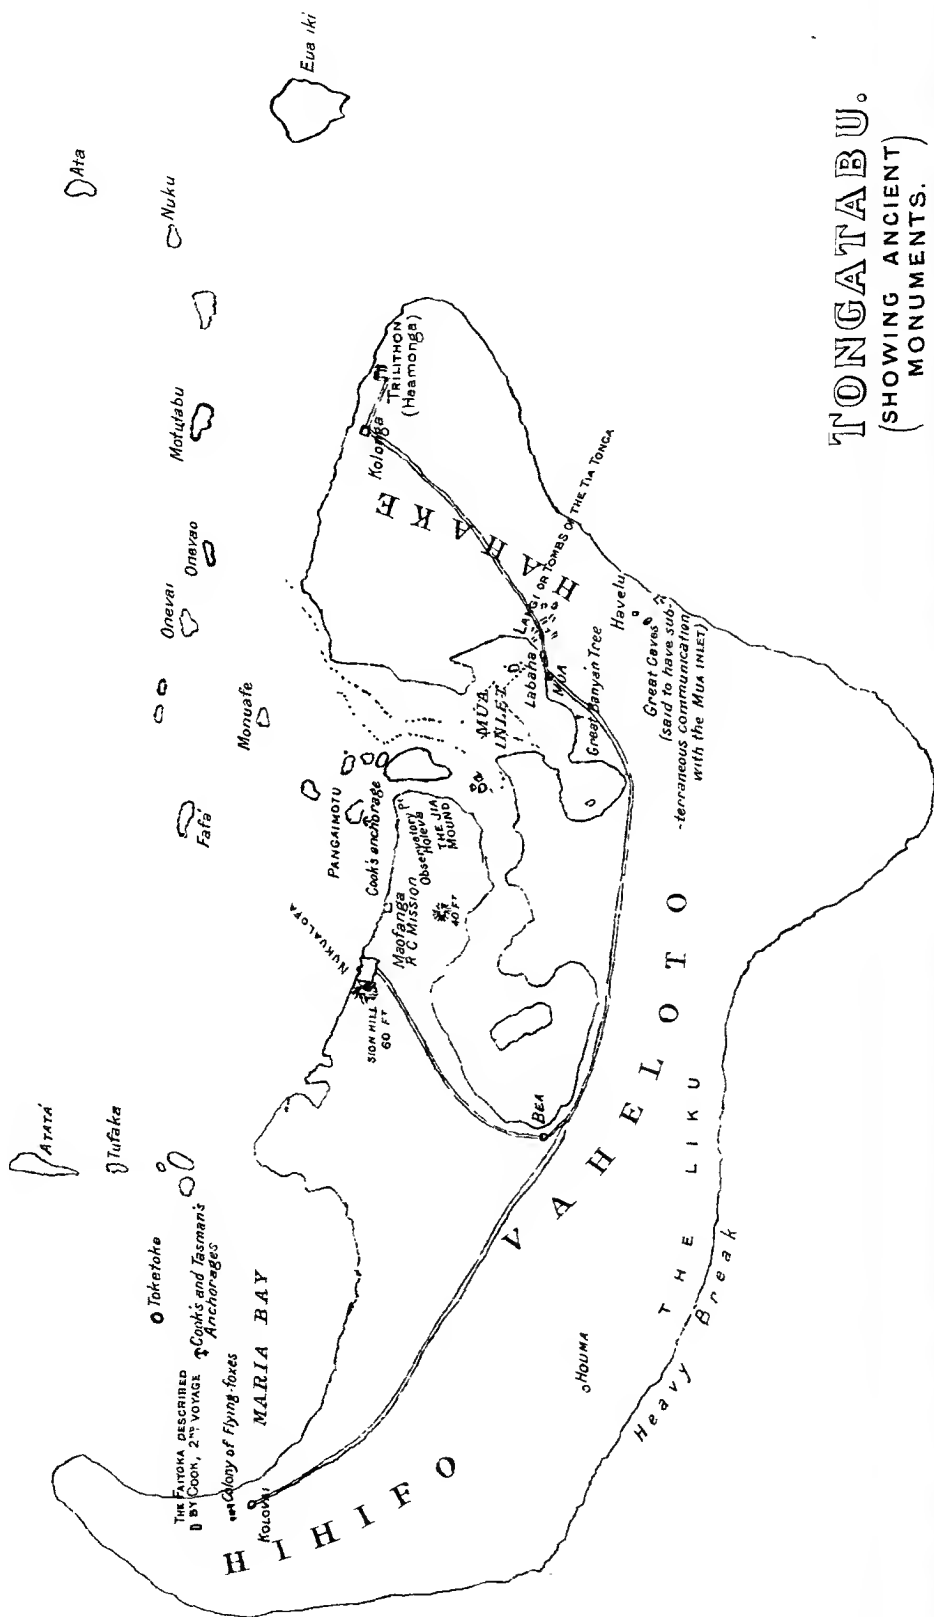 TONGATABU.
(SHOWING ANCIENT
MONUMENTS.)
ATATÁ
Tufaka
Toketoke
THE FAITOKA DESCRIBED
BY COOK, 2ND VOYAGE
Cook's and Tasman's
Anchorages
Colony of Flying-foxes
MARIA BAY
KOLOVAI
HIHIFO
HOUMA
Heavy Break
THE LIKU
VAHELOTO
BEA
NUKUALOFA
SION HILL
60 FT
Maofanga
R C Mission
40 FT
Fafá
PANGAIMOTU
Cook's anchorage
Observatory Pt
Holeva
THE JIA
MOUND
Monuafe
Onevai
Onevao
Motutabu
Nuku
Ata
Eua iki
MUA
INLET
Labaha
MUA
Great Banyan Tree
LANGI OR TOMBS OF THE TIA TONGA
HAHAKE
Kolonga
TRILITHON
(Haamonga)
Havelu
Great Caves
(said to have sub-
-terraneous communication
with the MUA INLET)